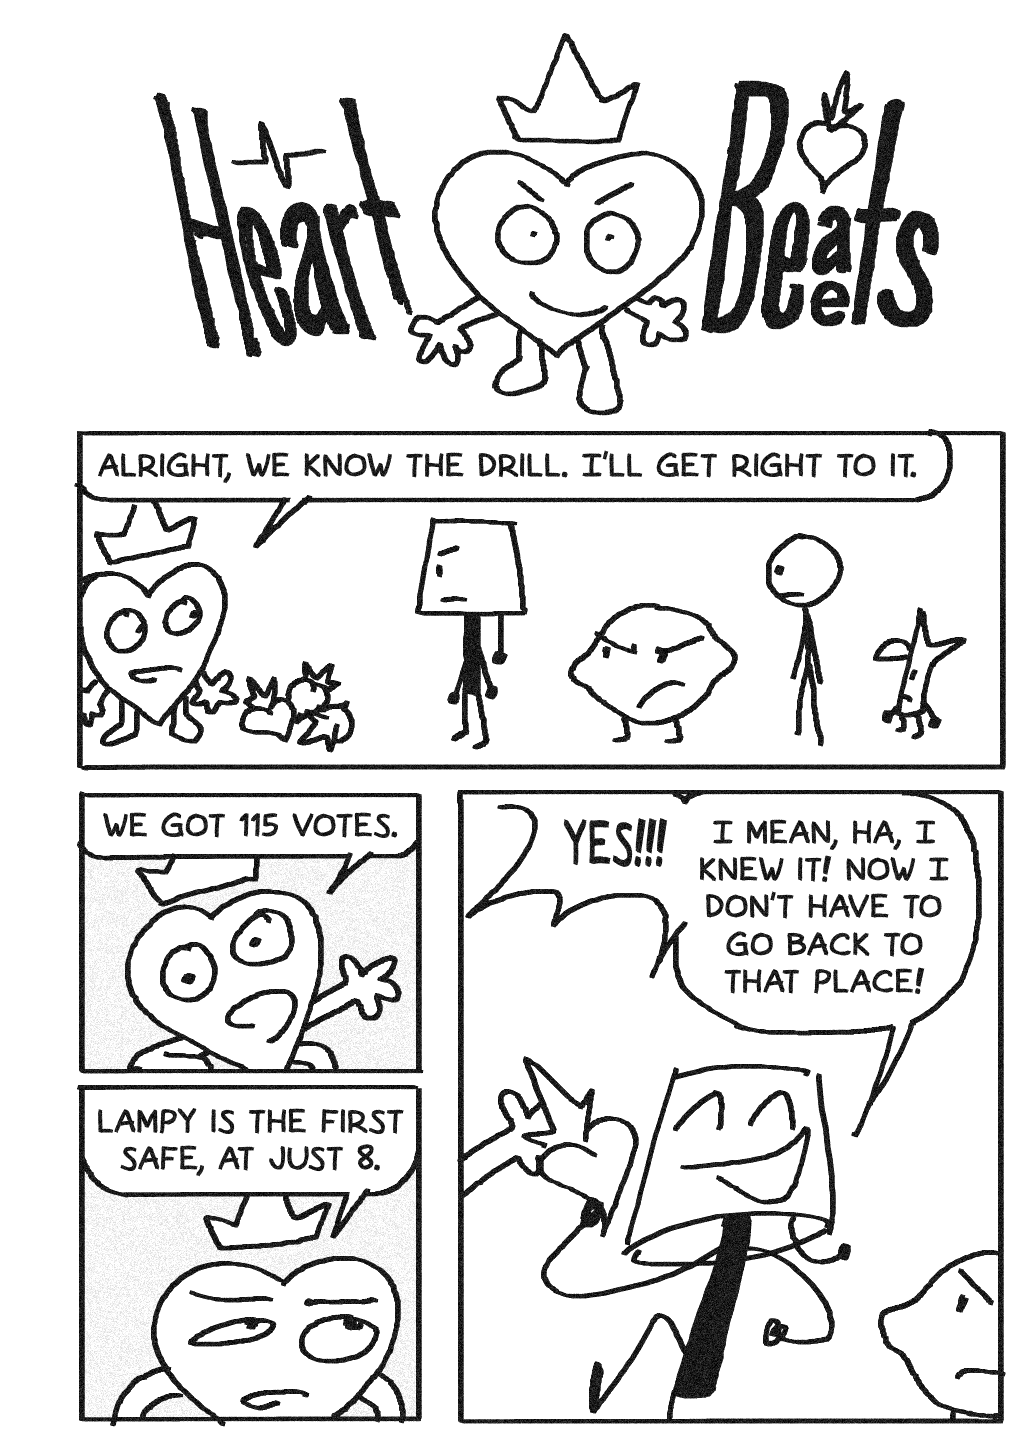 Heart Beats
e
ALRIGHT, WE KNOW THE DRILL. I'LL GET RIGHT TO IT.
WE GOT 115 VOTES.
LAMPY IS THE FIRST
SAFE, AT JUST 8.
YES!!!
I MEAN, HA, I
KNEW IT! NOW I
DON'T HAVE TO
GO BACK TO
THAT PLACE!